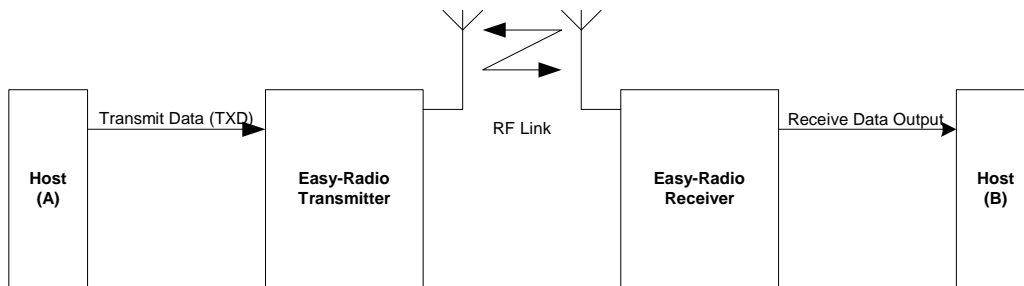 Transmit Data (TXD)
RF Link
Receive Data Output
Host
(A)
Easy-Radio
Transmitter
Easy-Radio
Receiver
Host
(B)